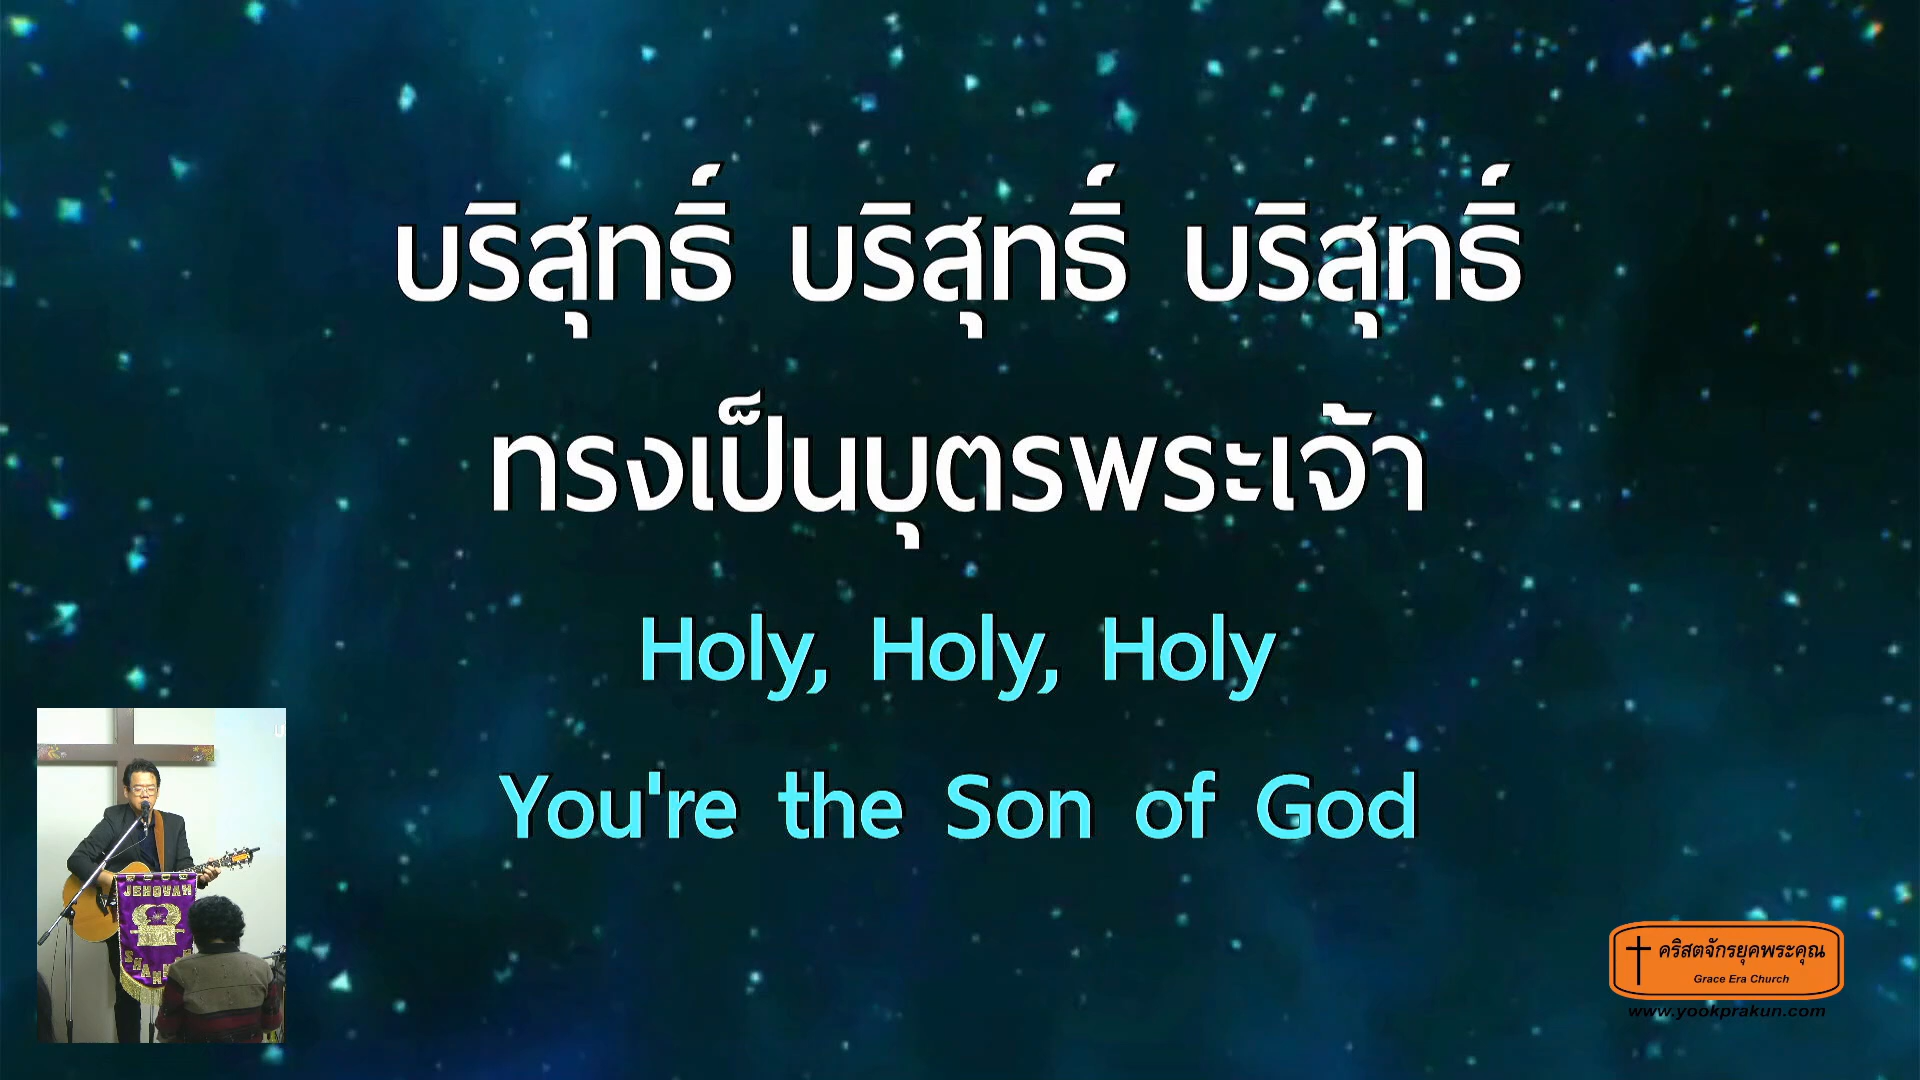 บริสุทธิ์ บริสุทธิ์ บริสุทธิ์
ทรงเป็นบุตรพระเจ้า
Holy, Holy, Holy
You're the Son of God
JEHOVAH
คริสตจักรยุคพระคุณ
Grace Era Church
www.yookprakun.com